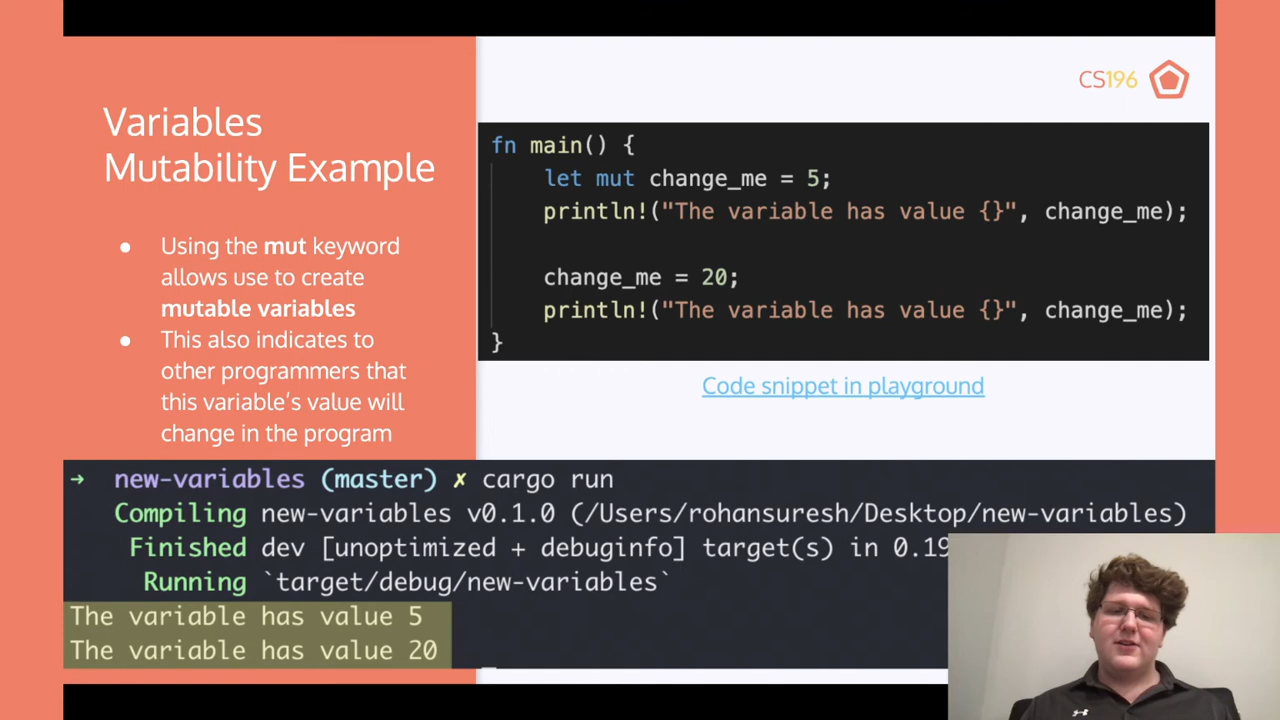 CS196
Variables
Mutability Example
● Using the mut keyword
allows use to create
mutable variables
● This also indicates to
other programmers that
this variable's value will
change in the program
fn main() {
let mut change_me = 5;
println!("The variable has value {}", change_me);
change_me = 20;
println!("The variable has value {}", change_me);
}
Code snippet in playground
→ new-variables (master) ✗ cargo run
Compiling new-variables v0.1.0 (/Users/rohansuresh/Desktop/new-variables)
Finished dev [unoptimized + debuginfo] target(s) in 0.19
Running `target/debug/new-variables`
The variable has value 5
The variable has value 20